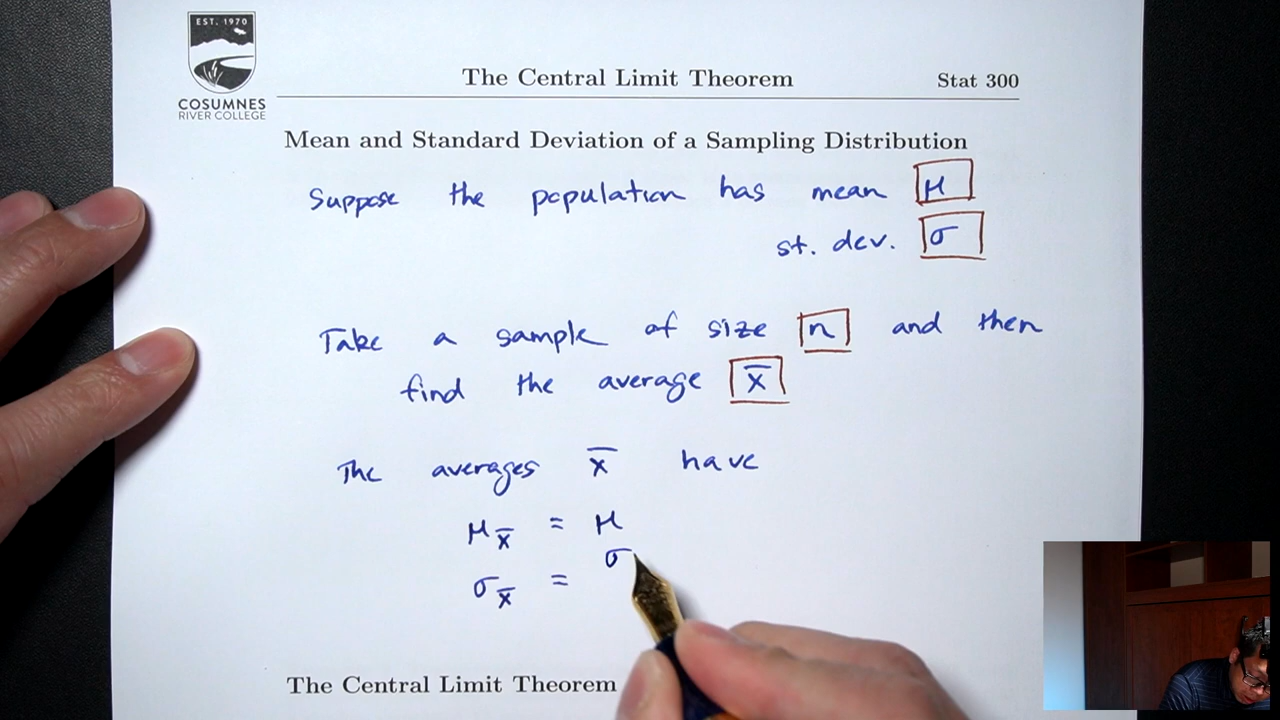 EST. 1970
COSUMNES
RIVER COLLEGE
The Central Limit Theorem Stat 300
Mean and Standard Deviation of a Sampling Distribution
Suppose the population has mean μ
st. dev. σ
Take a sample of size n and then
find the average x̄
The averages x̄ have
μx̄ = μ
σx̄ = σ
The Central Limit Theorem